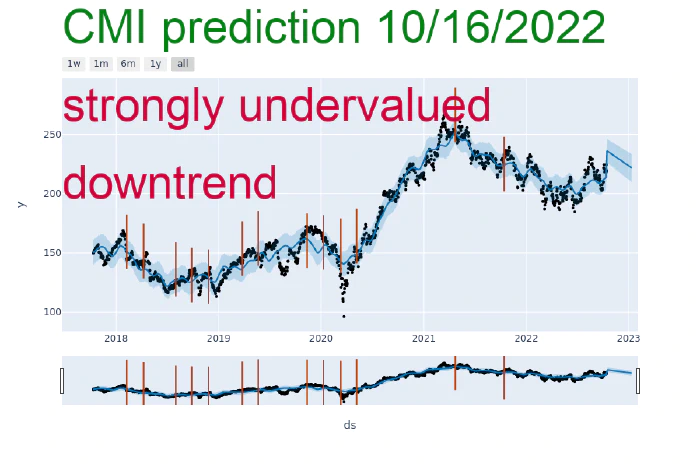 CMI prediction 10/16/2022
1w 1m 6m 1y all
strongly undervalued
250
downtrend
200
y
150
100
2018 2019 2020 2021 2022 2023
ds